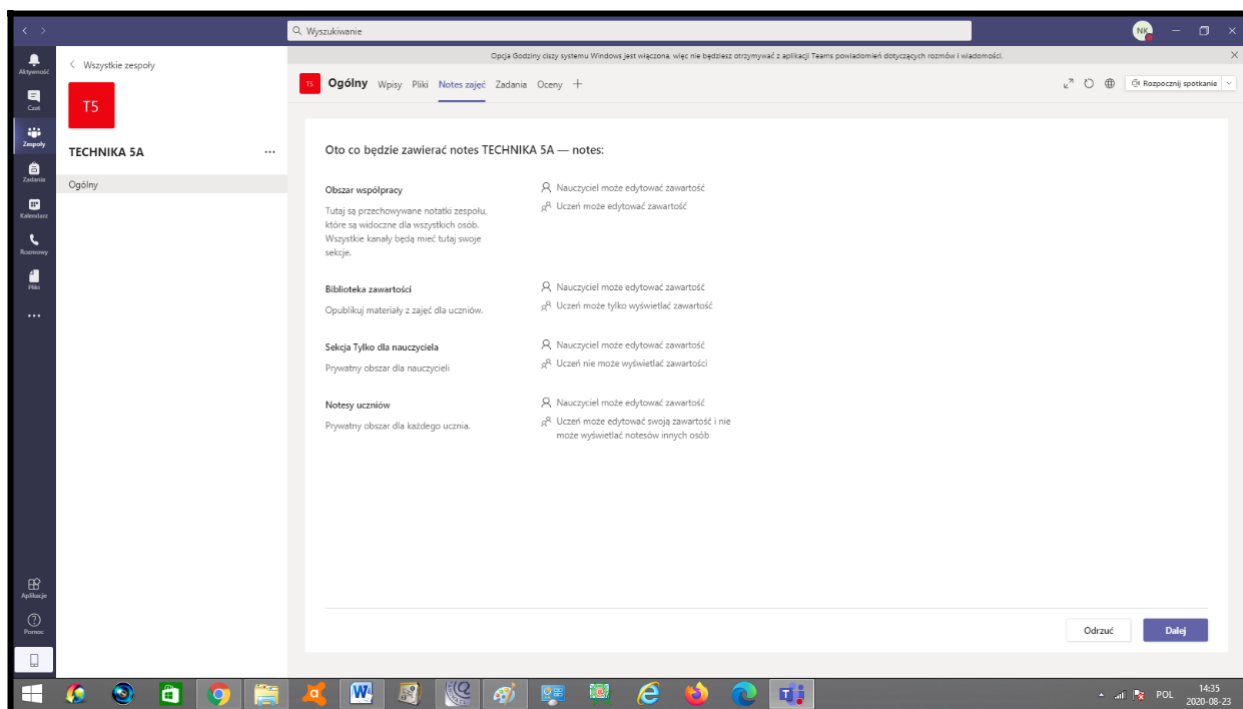 Wyszukiwanie
NK
Opcja Godziny ciszy systemu Windows jest włączona, więc nie będziesz otrzymywać z aplikacji Teams powiadomień dotyczących rozmów i wiadomości.
Aktywność
Czat
Zespoły
Zadania
Kalendarz
Rozmowy
Pliki
Aplikacje
Pomoc
Wszystkie zespoły
T5
TECHNIKA 5A
Ogólny
T5 Ogólny Wpisy Pliki Notes zajęć Zadania Oceny
Rozpocznij spotkanie
Oto co będzie zawierać notes TECHNIKA 5A — notes:
Obszar współpracy
Tutaj są przechowywane notatki zespołu,
które są widoczne dla wszystkich osób.
Wszystkie kanały będą mieć tutaj swoje
sekcje.
Nauczyciel może edytować zawartość
Uczeń może edytować zawartość
Biblioteka zawartości
Opublikuj materiały z zajęć dla uczniów.
Nauczyciel może edytować zawartość
Uczeń może tylko wyświetlać zawartość
Sekcja Tylko dla nauczyciela
Prywatny obszar dla nauczycieli
Nauczyciel może edytować zawartość
Uczeń nie może wyświetlać zawartości
Notesy uczniów
Prywatny obszar dla każdego ucznia.
Nauczyciel może edytować zawartość
Uczeń może edytować swoją zawartość i nie
może wyświetlać notesów innych osób
Odrzuć
Dalej
POL
14:35
2020-08-23